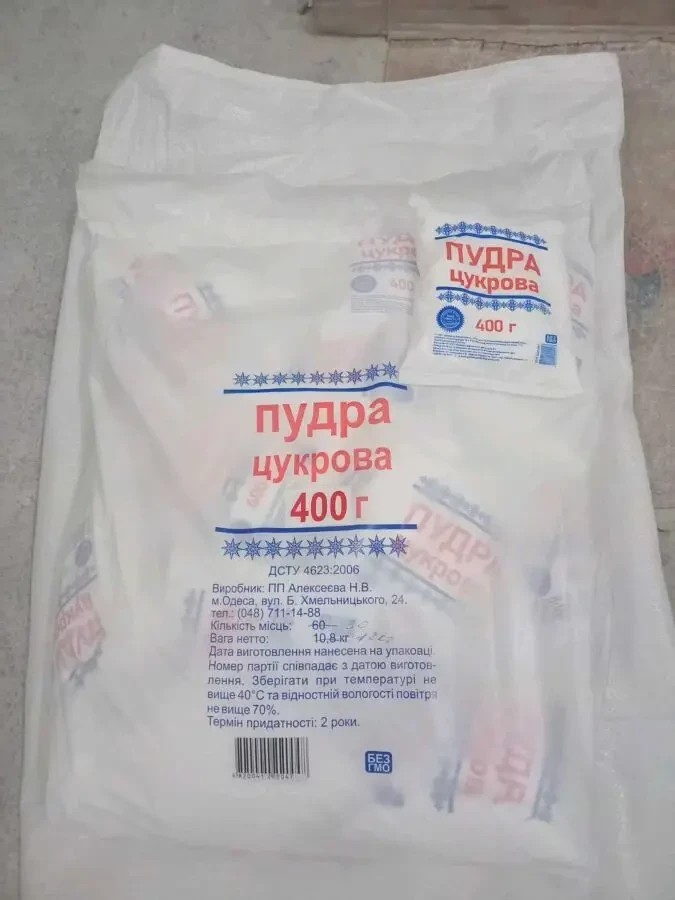 ПУДРА
цукрова
400 г
пудра
цукрова
400 г
ДСТУ 4623:2006
Виробник: ПП Алексеєва Н.В.
м.Одеса, вул. Б. Хмельницького, 24.
тел.: (048) 711-14-88
Кількість місць: 60 30
Вага нетто: 10,8 кг 12кг
Дата виготовлення нанесена на упаковці.
Номер партії співпадає з датою виготов-
лення. Зберігати при температурі не
вище 40°С та відностній вологості повітря
не вище 70%.
Термін придатності: 2 роки.
БЕЗ
ГМО